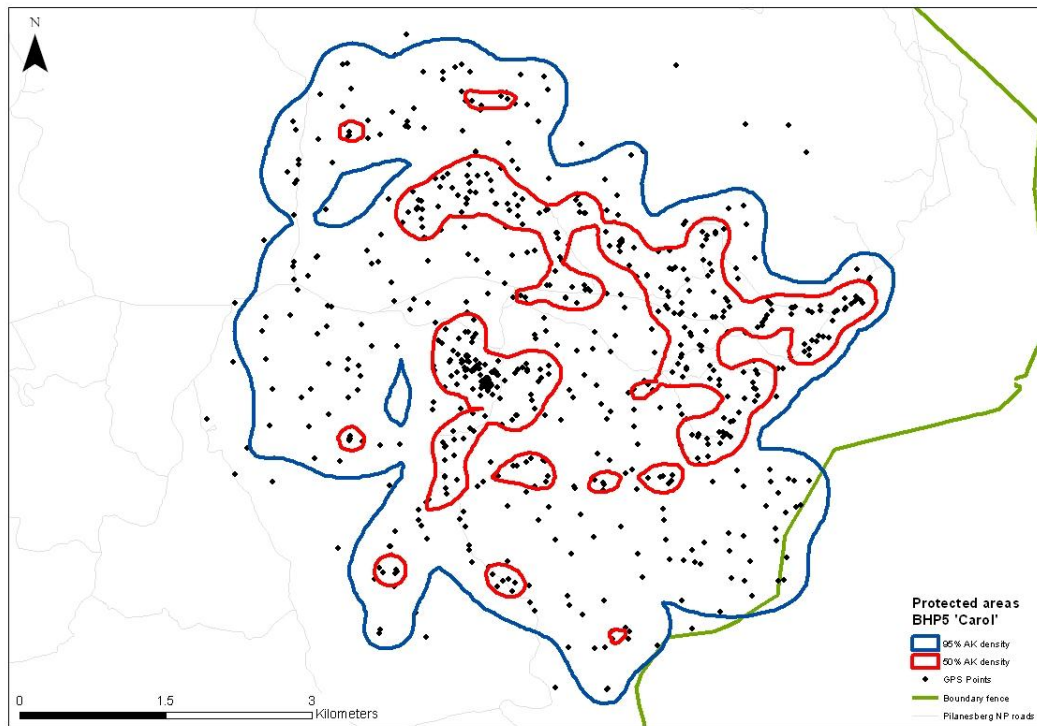 N
Protected areas
BHP5 'Carol'
95% AK density
50% AK density
GPS Points
Boundary fence
Pilanesberg NP roads
0 1.5 3
Kilometers